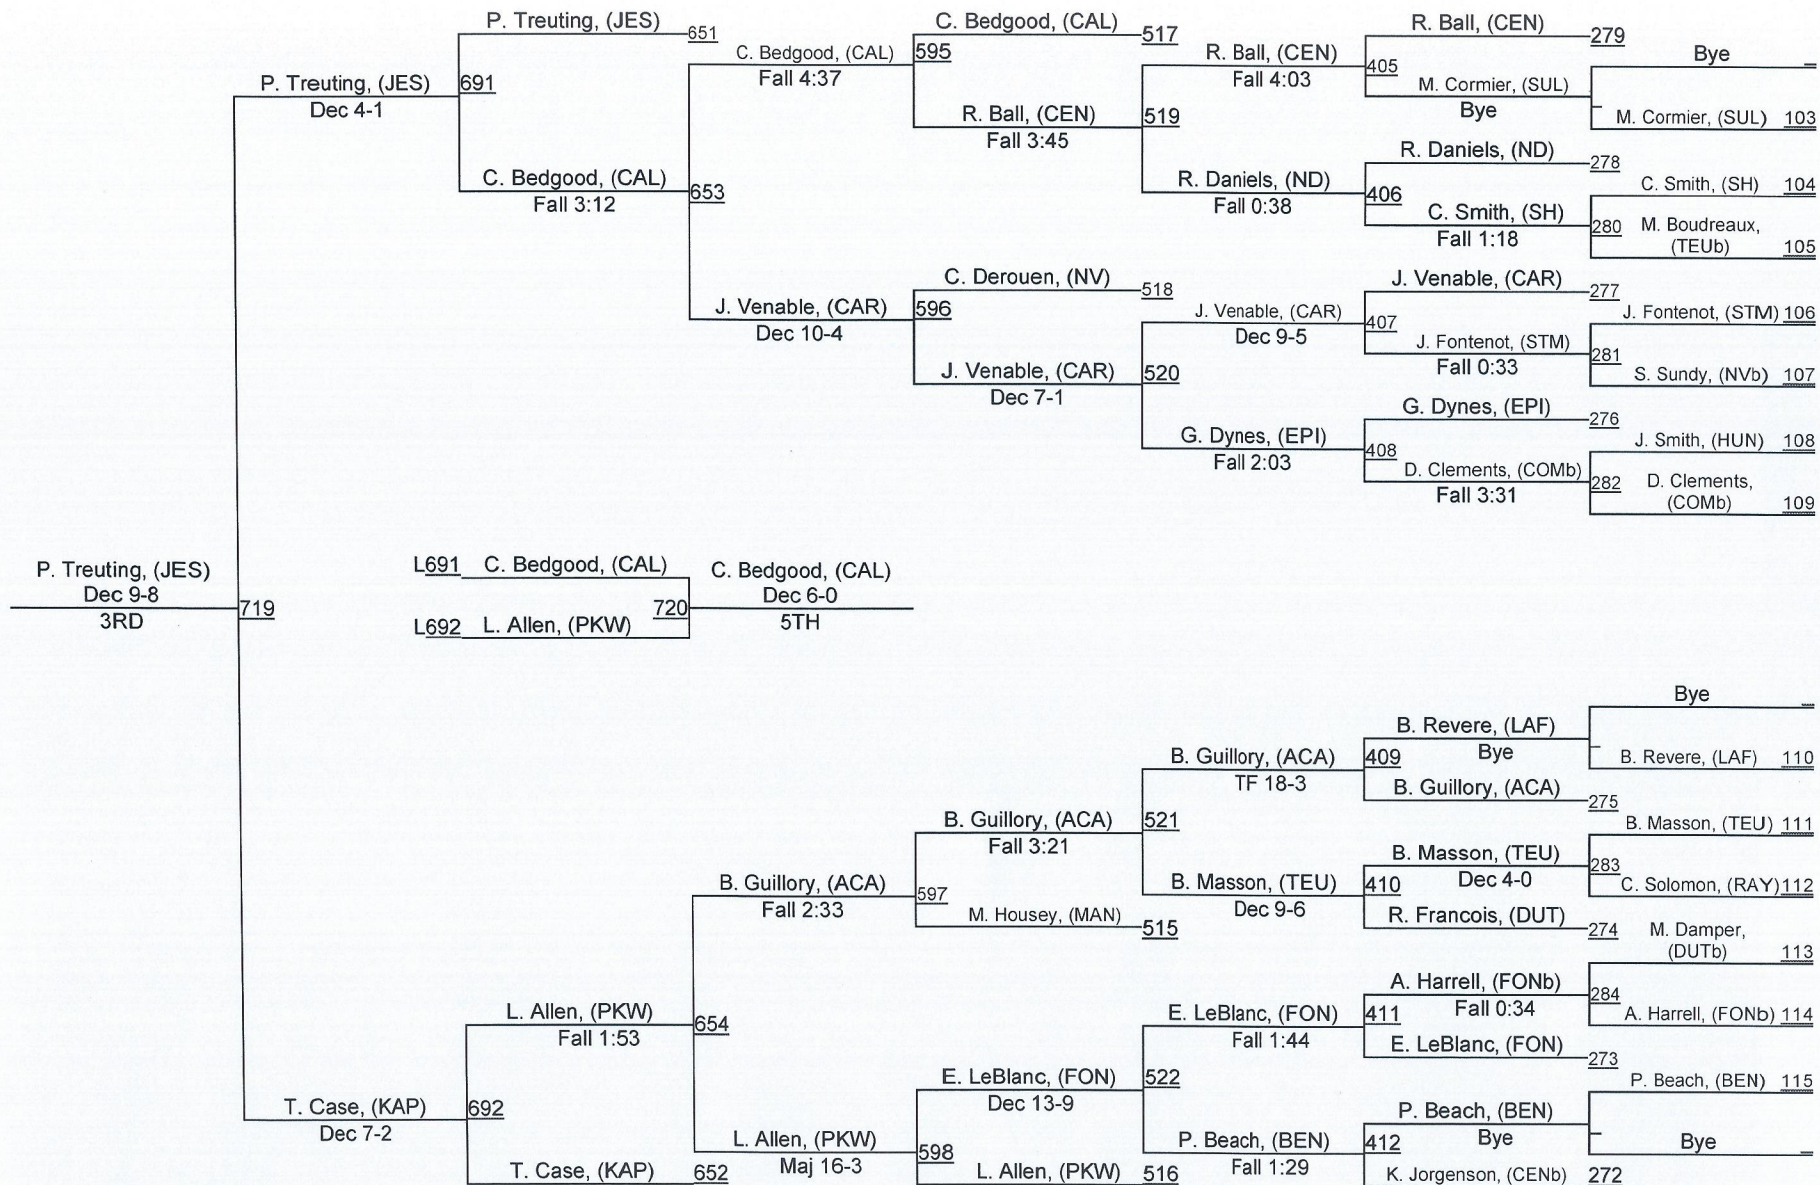 P. Treuting, (JES)
651
C. Bedgood, (CAL)
517
R. Ball, (CEN)
279
C. Bedgood, (CAL)
595
Fall 4:37
R. Ball, (CEN)
405
Fall 4:03
Bye
P. Treuting, (JES)
691
Dec 4-1
M. Cormier, (SUL)
Bye
R. Ball, (CEN)
519
Fall 3:45
M. Cormier, (SUL) 103
R. Daniels, (ND)
278
C. Bedgood, (CAL)
653
Fall 3:12
R. Daniels, (ND)
406
Fall 0:38
C. Smith, (SH) 104
C. Smith, (SH)
280
Fall 1:18
M. Boudreaux,
(TEUb) 105
C. Derouen, (NV)
518
J. Venable, (CAR)
277
J. Venable, (CAR)
596
Dec 10-4
J. Venable, (CAR)
407
Dec 9-5
J. Fontenot, (STM) 106
J. Fontenot, (STM)
281
Fall 0:33
J. Venable, (CAR)
520
Dec 7-1
S. Sundy, (NVb) 107
G. Dynes, (EPI)
276
G. Dynes, (EPI)
408
Fall 2:03
J. Smith, (HUN) 108
D. Clements, (COMb)
282
Fall 3:31
D. Clements,
(COMb) 109
P. Treuting, (JES)
Dec 9-8
719
3RD
L691 C. Bedgood, (CAL)
C. Bedgood, (CAL)
Dec 6-0
720
5TH
L692 L. Allen, (PKW)
Bye
B. Revere, (LAF)
Bye
B. Guillory, (ACA)
409
TF 18-3
B. Revere, (LAF) 110
B. Guillory, (ACA)
275
B. Guillory, (ACA)
521
Fall 3:21
B. Masson, (TEU) 111
B. Masson, (TEU)
283
Dec 4-0
B. Guillory, (ACA)
597
Fall 2:33
B. Masson, (TEU)
410
Dec 9-6
C. Solomon, (RAY) 112
M. Housey, (MAN)
515
R. Francois, (DUT)
274
M. Damper,
(DUTb) 113
A. Harrell, (FONb)
284
Fall 0:34
L. Allen, (PKW)
654
Fall 1:53
E. LeBlanc, (FON)
411
Fall 1:44
A. Harrell, (FONb) 114
E. LeBlanc, (FON)
273
E. LeBlanc, (FON)
522
Dec 13-9
P. Beach, (BEN) 115
T. Case, (KAP)
692
Dec 7-2
P. Beach, (BEN)
Bye
L. Allen, (PKW)
598
Maj 16-3
P. Beach, (BEN)
412
Fall 1:29
Bye
T. Case, (KAP)
652
L. Allen, (PKW)
516
K. Jorgenson, (CENb)
272